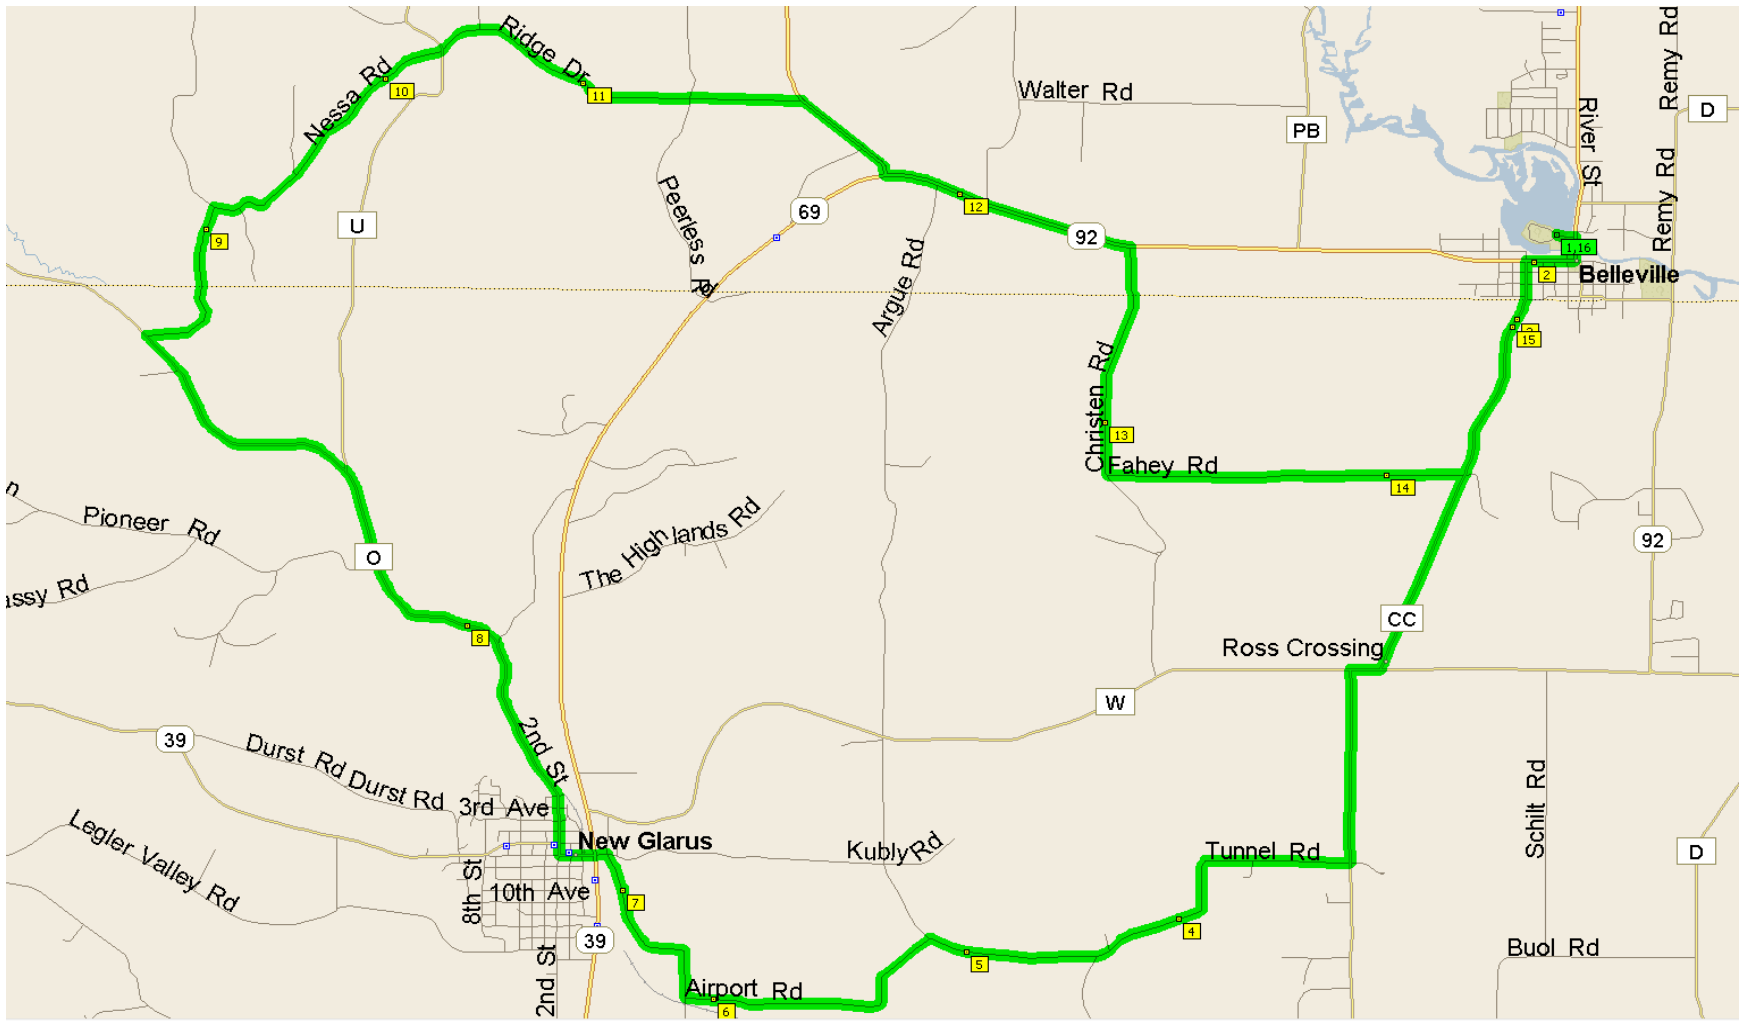 Ridge Dr
Remy Rd
Nessa Rd
10
11
Walter Rd
PB
River St
D
Remy Rd
Peerless Rd
69
12
U
9
92
Argue Rd
1,16
2
Belleville
Remy Rd
15
Christen Rd
13
Fahey Rd
14
n
Pioneer Rd
The Highlands Rd
92
O
assy Rd
8
CC
Ross Crossing
W
39
2nd St
Durst Rd
Durst Rd
3rd Ave
Schilt Rd
Legler Valley Rd
New Glarus
Kubly Rd
Tunnel Rd
D
8th St
10th Ave
7
4
39
5
Buol Rd
2nd St
Airport Rd
6